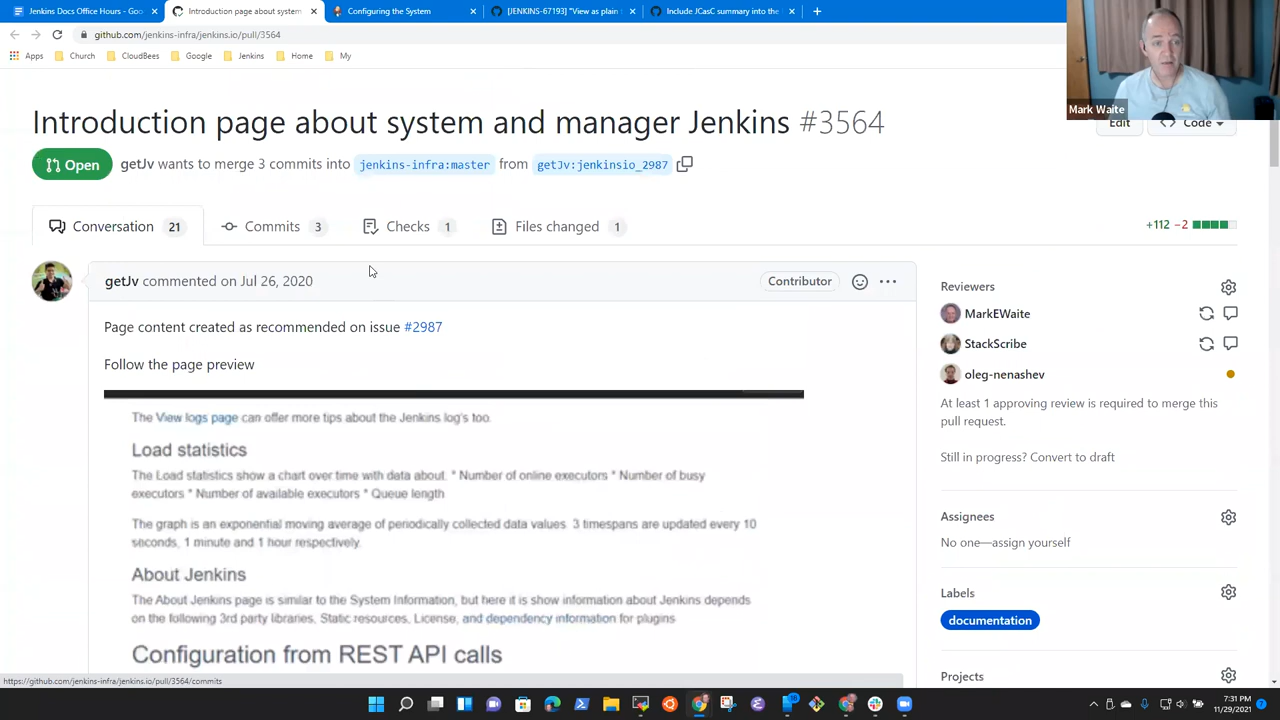 Jenkins Docs Office Hours - Goo
Introduction page about system
Configuring the System
[JENKINS-67193] "View as plain
Include JCasC summary into the
github.com/jenkins-infra/jenkins.io/pull/3564
Apps Church CloudBees Google Jenkins Home My
Mark Waite
Introduction page about system and manager Jenkins #3564
Edit Code
Open getJv wants to merge 3 commits into jenkins-infra:master from getJv:jenkinsio_2987
Conversation 21 Commits 3 Checks 1 Files changed 1
+112 −2
getJv commented on Jul 26, 2020 Contributor
Page content created as recommended on issue #2987
Follow the page preview
The View logs page can offer more tips about the Jenkins log's too.
Load statistics
The Load statistics show a chart over time with data about. * Number of online executors * Number of busy
executors * Number of available executors * Queue length
The graph is an exponential moving average of periodically collected data values. 3 timespans are updated every 10
seconds, 1 minute and 1 hour respectively.
About Jenkins
The About Jenkins page is similar to the System Information, but here it is show information about Jenkins depends
on the following 3rd party libraries. Static resources, License, and dependency information for plugins
Configuration from REST API calls
Reviewers
MarkEWaite
StackScribe
oleg-nenashev
At least 1 approving review is required to merge this
pull request.
Still in progress? Convert to draft
Assignees
No one—assign yourself
Labels
documentation
Projects
https://github.com/jenkins-infra/jenkins.io/pull/3564/commits
7:31 PM
11/29/2021